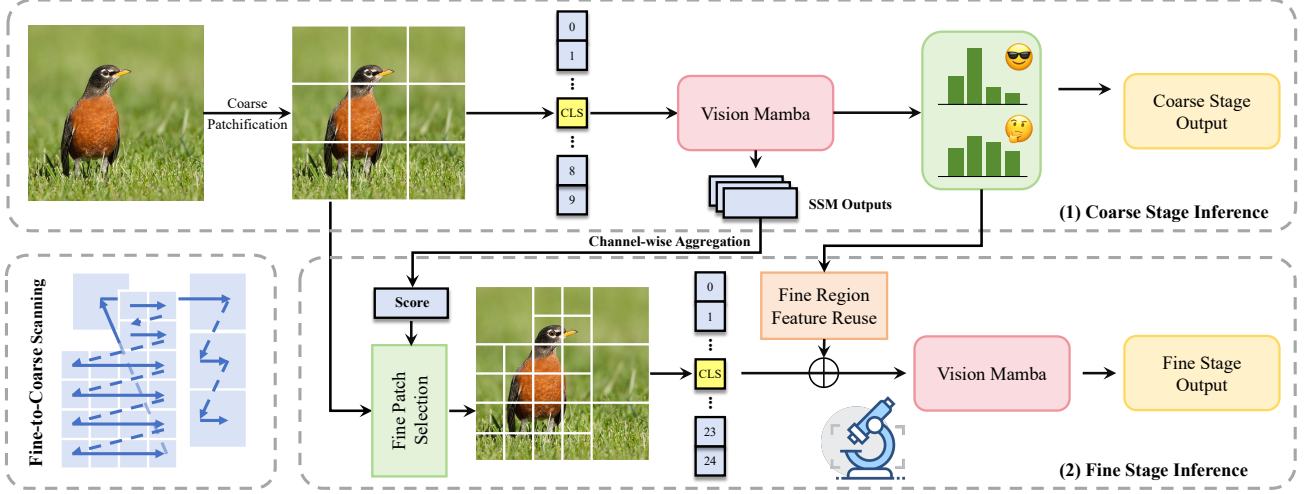 Coarse
Patchification
0
1
CLS
8
9
Vision Mamba
SSM Outputs
Coarse Stage
Output
(1) Coarse Stage Inference
Channel-wise Aggregation
Fine-to-Coarse Scanning
Score
Fine Patch
Selection
0
1
CLS
23
24
Fine Region
Feature Reuse
Vision Mamba
Fine Stage
Output
(2) Fine Stage Inference